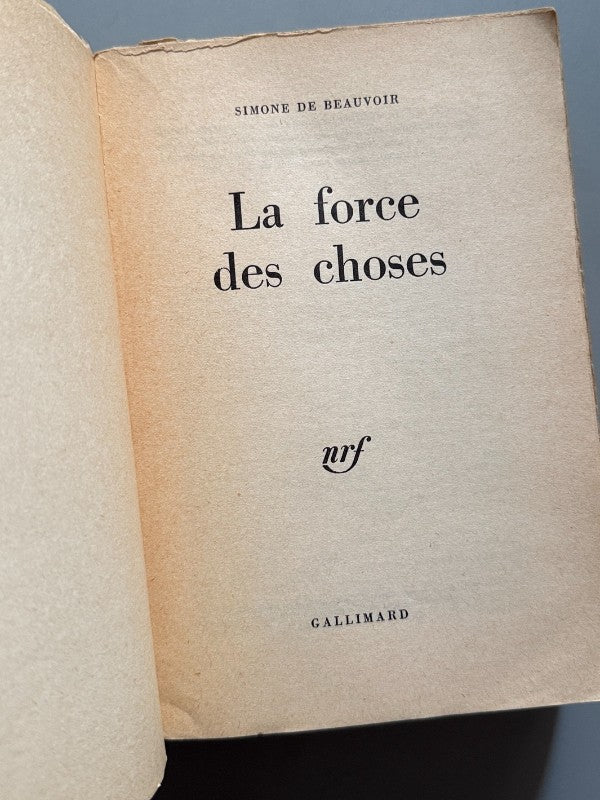 SIMONE DE BEAUVOIR
La force
des choses
nrf
GALLIMARD